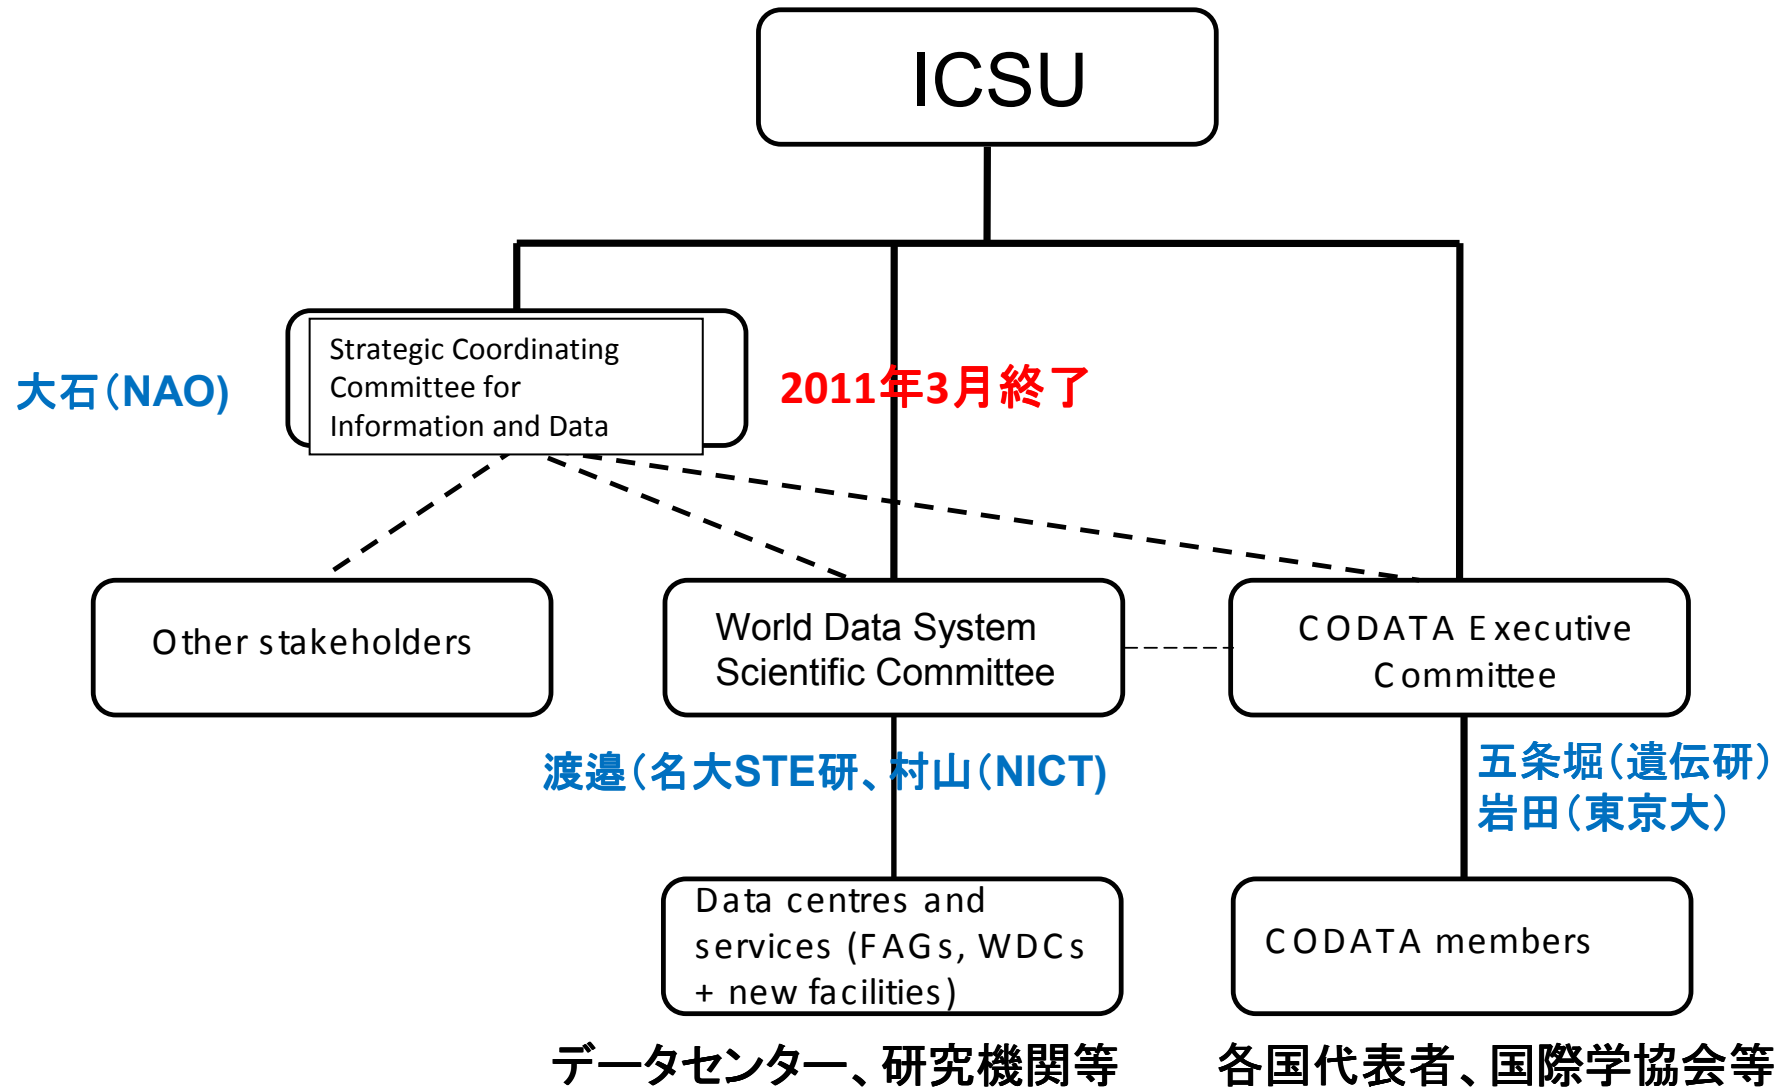 ICSU
Strategic Coordinating
Committee for
Information and Data
大石（NAO)
2011年3月終了
Other stakeholders
World Data System
Scientific Committee
CODATA Executive
Committee
渡邉（名大STE研、村山（NICT)
五条堀（遺伝研）
岩田（東京大）
Data centres and
services (FAGs, WDCs
+ new facilities)
CODATA members
データセンター、研究機関等
各国代表者、国際学協会等